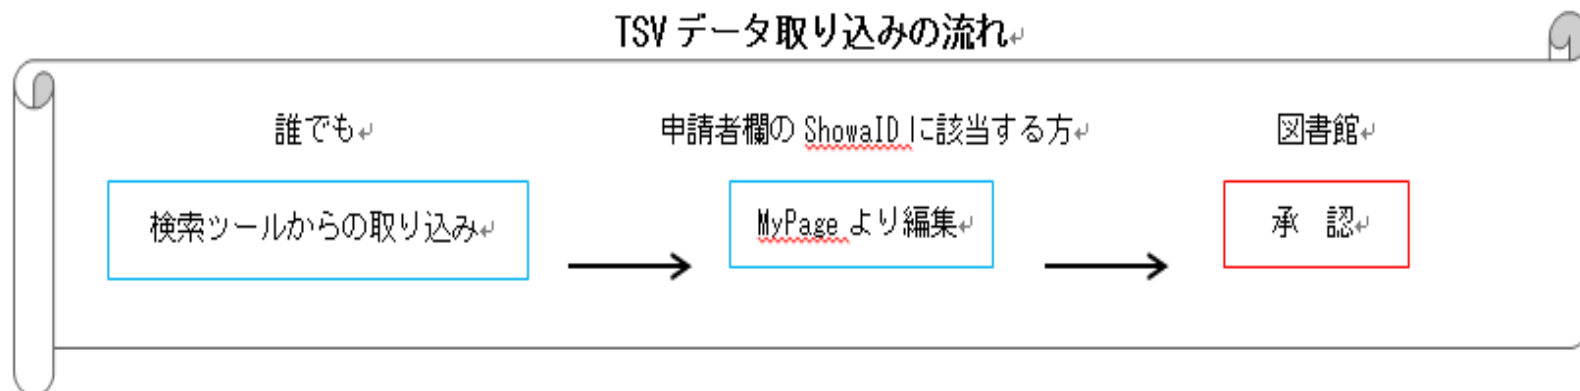 TSV データ取り込みの流れ↵
誰でも↵
申請者欄の ShowaID に該当する方↵
図書館↵
検索ツールからの取り込み↵
MyPage より編集↵
承　認↵